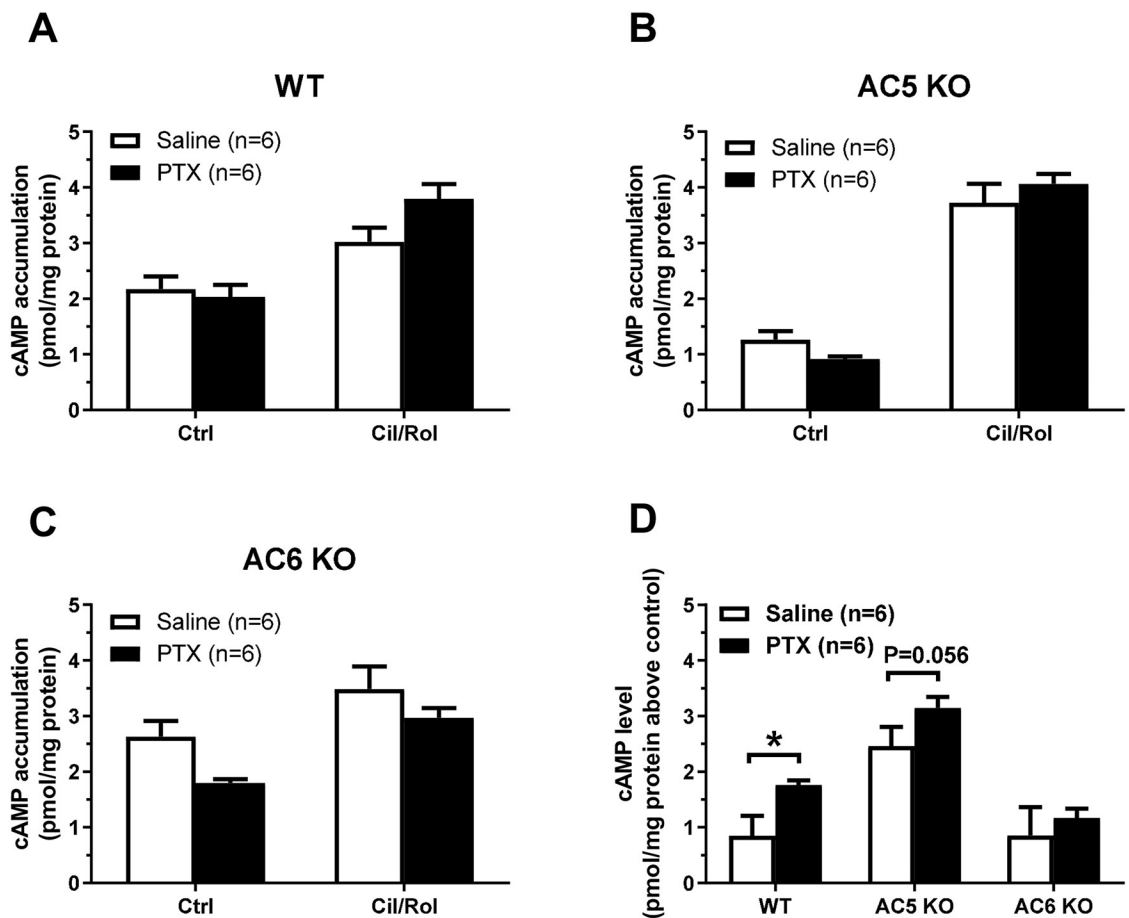 A
WT
Saline (n=6)
PTX (n=6)
cAMP accumulation
(pmol/mg protein)
5
4
3
2
1
0
Ctrl
Cil/Rol
B
AC5 KO
Saline (n=6)
PTX (n=6)
cAMP accumulation
(pmol/mg protein)
5
4
3
2
1
0
Ctrl
Cil/Rol
C
AC6 KO
Saline (n=6)
PTX (n=6)
cAMP accumulation
(pmol/mg protein)
5
4
3
2
1
0
Ctrl
Cil/Rol
D
Saline (n=6)
PTX (n=6)
P=0.056
*
cAMP level
(pmol/mg protein above control)
5
4
3
2
1
0
WT
AC5 KO
AC6 KO